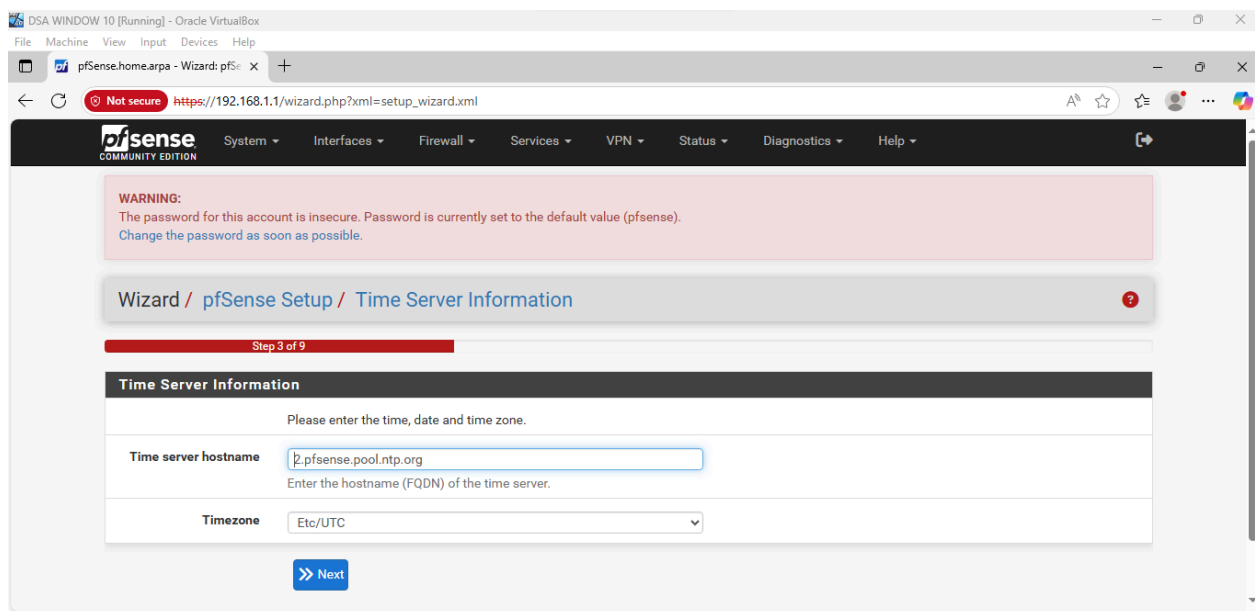 DSA WINDOW 10 [Running] - Oracle VirtualBox
File Machine View Input Devices Help
pfSense.home.arpa - Wizard: pfSe
Not secure https://192.168.1.1/wizard.php?xml=setup_wizard.xml
pfsense System Interfaces Firewall Services VPN Status Diagnostics Help
COMMUNITY EDITION
WARNING:
The password for this account is insecure. Password is currently set to the default value (pfsense).
Change the password as soon as possible.
Wizard / pfSense Setup / Time Server Information
Step 3 of 9
Time Server Information
Please enter the time, date and time zone.
Time server hostname 2.pfsense.pool.ntp.org
Enter the hostname (FQDN) of the time server.
Timezone Etc/UTC
Next